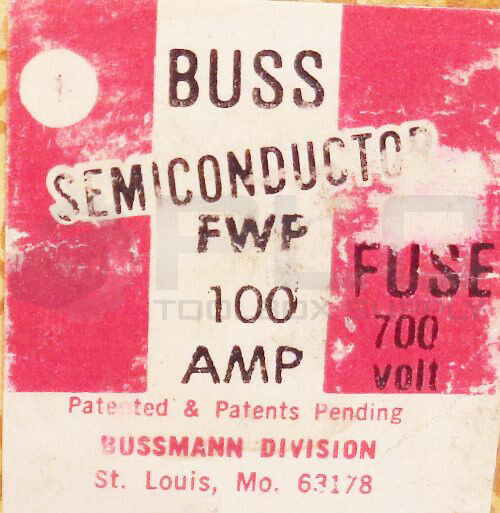 1
BUSS
SEMICONDUCTOR
FWP
100
AMP
FUSE
700
volt
Patented & Patents Pending
BUSSMANN DIVISION
St. Louis, Mo. 63178